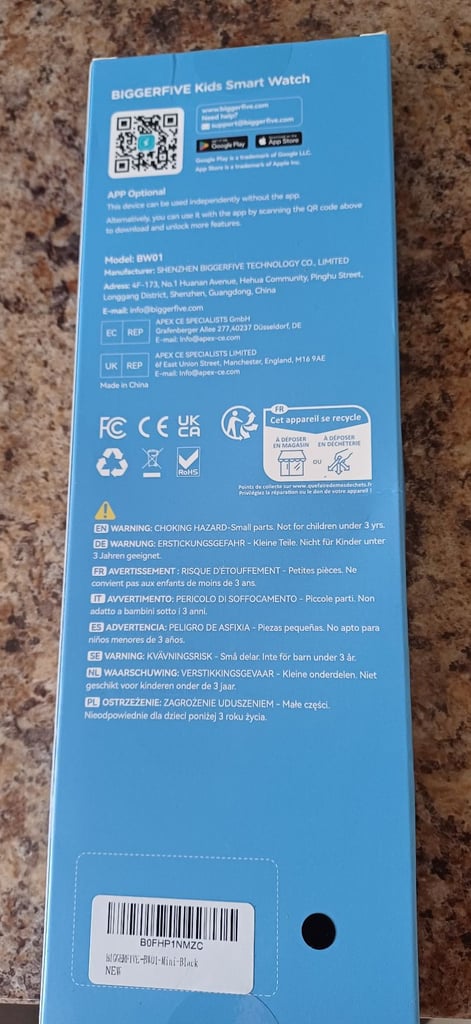 BIGGERFIVE Kids Smart Watch
www.biggerfive.com
Need help?
support@biggerfive.com
GET IT ON
Google Play
App Store
Google Play is a trademark of Google LLC.
App Store is a trademark of Apple Inc.
APP Optional
This device can be used independently without the app.
Alternatively, you can use it with the app by scanning the QR code above
to download and unlock more features.
Model: BW01
Manufacturer: SHENZHEN BIGGERFIVE TECHNOLOGY CO., LIMITED
Adress: 4F-173, No.1 Huanan Avenue, Hehua Community, Pinghu Street,
Longgang District, Shenzhen, Guangdong, China
E-mail: info@biggerfive.com
EC REP
APEX CE SPECIALISTS GmbH
Grafenberger Allee 277,40237 Düsseldorf, DE
E-mail: Info@apex-ce.com
UK REP
APEX CE SPECIALISTS LIMITED
6f East Union Street, Manchester, England, M16 9AE
E-mail: Info@apex-ce.com
Made in China
FC CE UK
CA
RoHS
FR
Cet appareil se recycle
À DÉPOSER
EN MAGASIN
OU
À DÉPOSER
EN DÉCHÈTERIE
Points de collecte sur www.quefairedemesdechets.fr
Privilégiez la réparation ou le don de votre appareil !
EN WARNING: CHOKING HAZARD-Small parts. Not for children under 3 yrs.
DE WARNUNG: ERSTICKUNGSGEFAHR - Kleine Teile. Nicht für Kinder unter
3 Jahren geeignet.
FR AVERTISSEMENT : RISQUE D'ÉTOUFFEMENT - Petites pièces. Ne
convient pas aux enfants de moins de 3 ans.
IT AVVERTIMENTO: PERICOLO DI SOFFOCAMENTO - Piccole parti. Non
adatto a bambini sotto i 3 anni.
ES ADVERTENCIA: PELIGRO DE ASFIXIA - Piezas pequeñas. No apto para
niños menores de 3 años.
SE VARNING: KVÄVNINGSRISK - Små delar. Inte för barn under 3 år.
NL WAARSCHUWING: VERSTIKKINGSGEVAAR - Kleine onderdelen. Niet
geschikt voor kinderen onder de 3 jaar.
PL OSTRZEŻENIE: ZAGROŻENIE UDUSZENIEM - Małe części.
Nieodpowiednie dla dzieci poniżej 3 roku życia.
B0FHP1NMZC
BIGGERFIVE-BW01-Mini-Black
NEW